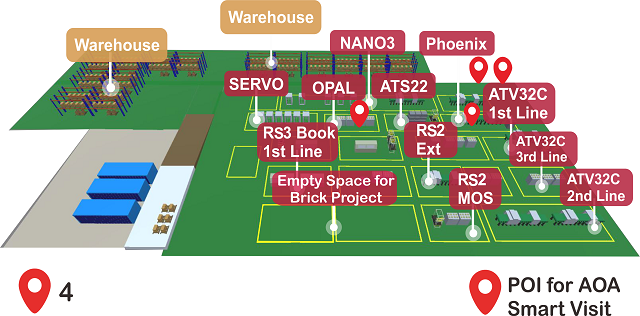 Warehouse
Warehouse
NANO3
Phoenix
SERVO
OPAL
ATS22
ATV32C
1st Line
RS3 Book
1st Line
RS2
Ext
ATV32C
3rd Line
Empty Space for
Brick Project
RS2
MOS
ATV32C
2nd Line
4
POI for AOA
Smart Visit